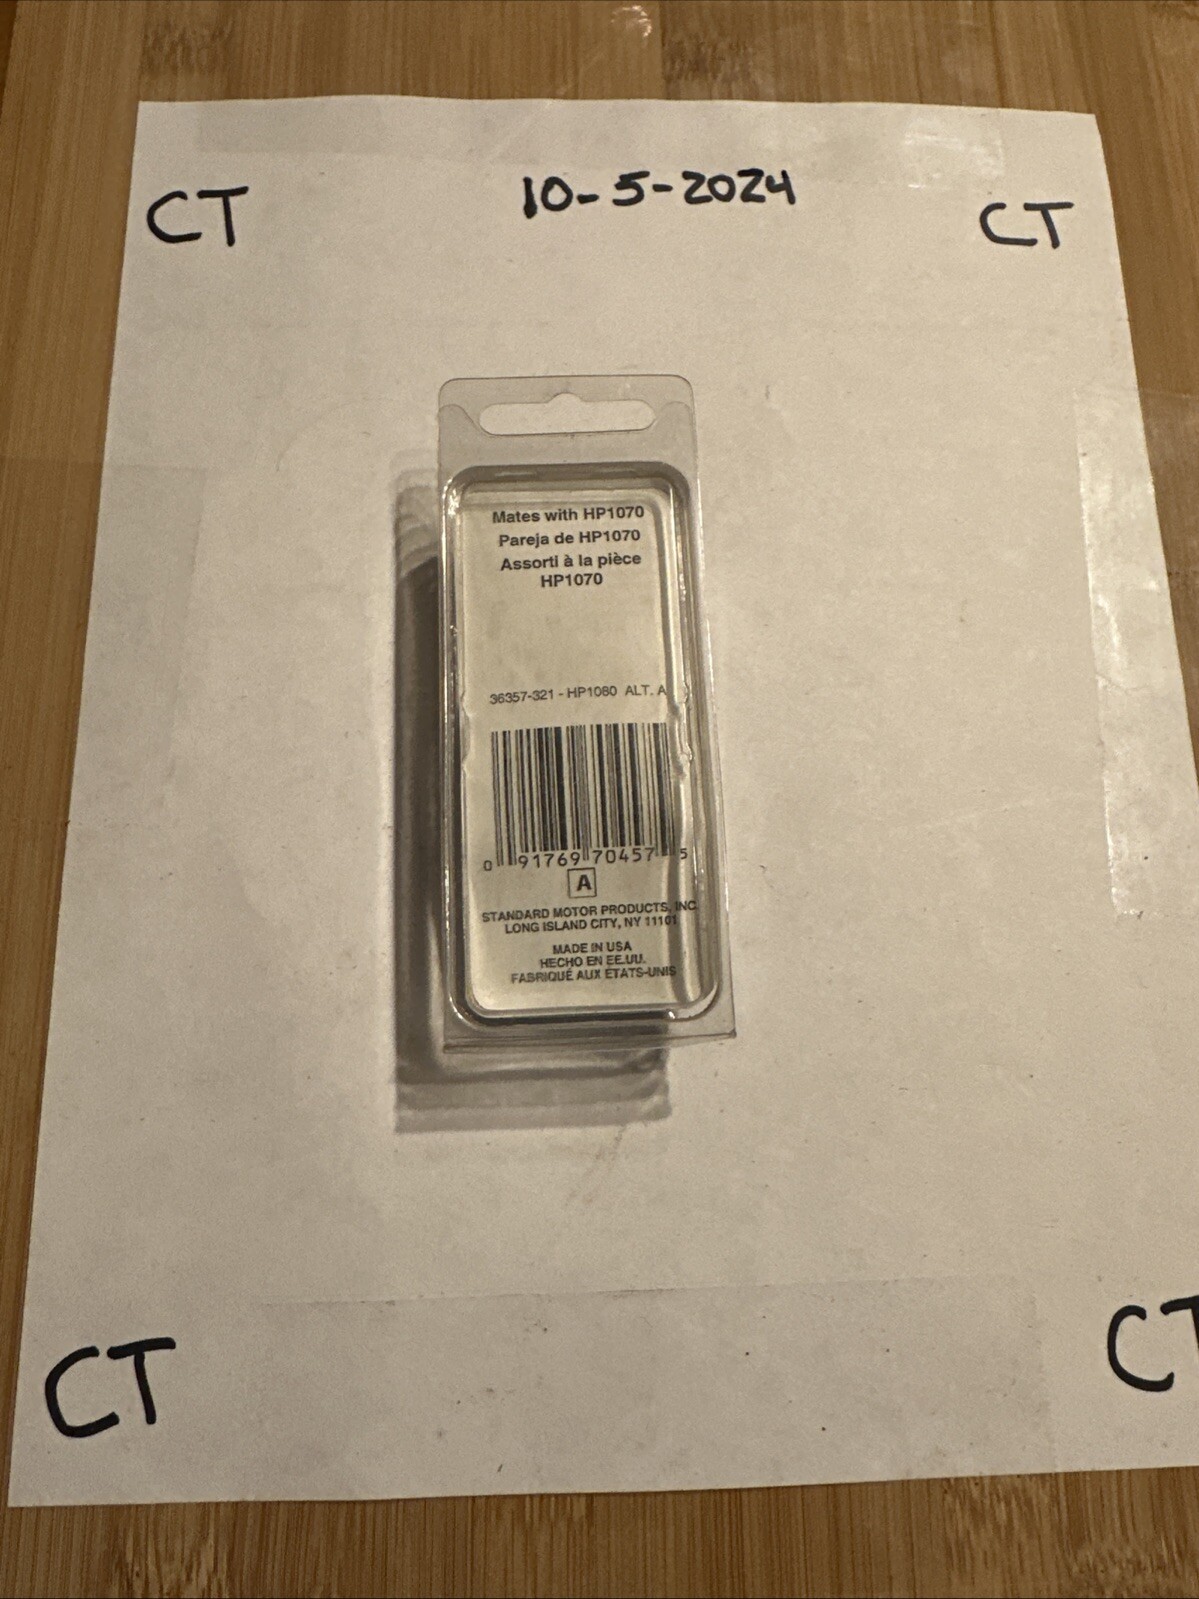 CT
10-5-2024
CT
Mates with HP1070
Pareja de HP1070
Assorti à la pièce
HP1070
36357-321 - HP1080 ALT. A
0 91769 70457 5
A
STANDARD MOTOR PRODUCTS, INC.
LONG ISLAND CITY, NY 11101
MADE IN USA
HECHO EN EE.UU.
FABRIQUÉ AUX ÉTATS-UNIS
CT
CT